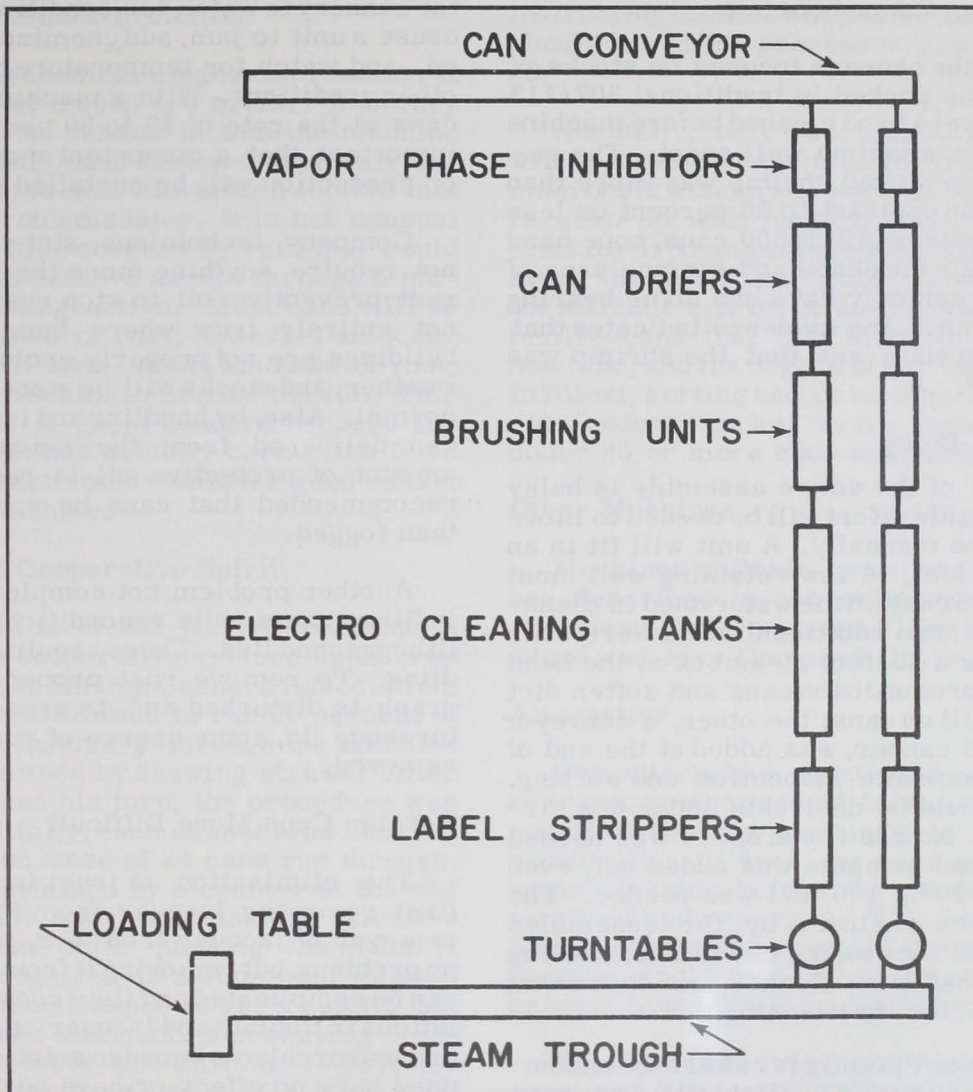 CAN CONVEYOR
VAPOR PHASE INHIBITORS
CAN DRIERS
BRUSHING UNITS
ELECTRO CLEANING TANKS
LABEL STRIPPERS
LOADING TABLE
TURNTABLES
STEAM TROUGH